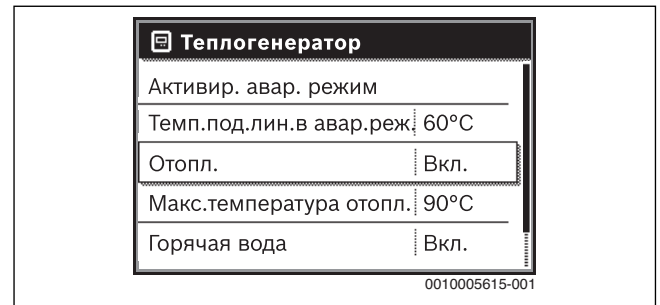 Теплогенератор
Активир. авар. режим
Темп.под.лин.в авар.реж. 60°C
Отопл. Вкл.
Макс.температура отопл. 90°C
Горячая вода Вкл.
0010005615-001